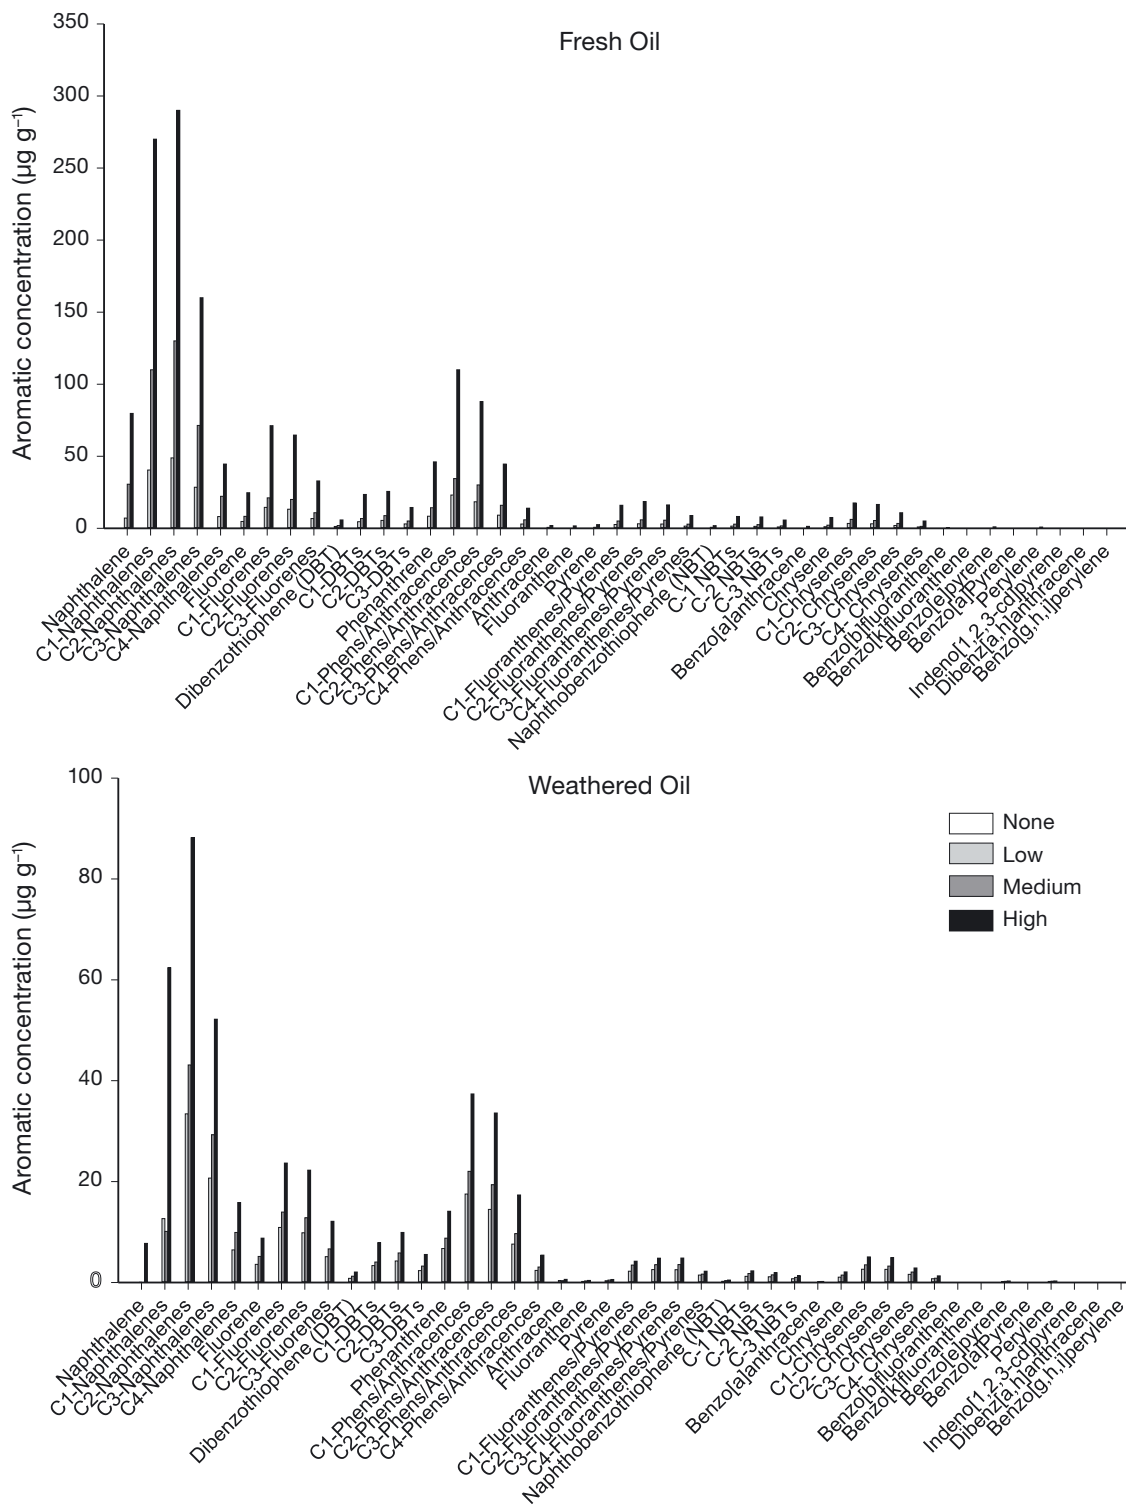 Fresh Oil
Aromatic concentration (µg g⁻¹)
350
300
250
200
150
100
50
0
Naphthalene
C1-Naphthalenes
C2-Naphthalenes
C3-Naphthalenes
C4-Naphthalenes
Fluorene
C1-Fluorenes
C2-Fluorenes
C3-Fluorenes
Dibenzothiophene (DBT)
C1-DBTs
C2-DBTs
C3-DBTs
Phenanthrene
C1-Phens/Anthracences
C2-Phens/Anthracences
C3-Phens/Anthracences
C4-Phens/Anthracences
Anthracene
Fluoranthene
Pyrene
C1-Fluoranthenes/Pyrenes
C2-Fluoranthenes/Pyrenes
C3-Fluoranthenes/Pyrenes
C4-Fluoranthenes/Pyrenes
Naphthobenzothiophene (NBT)
C-1 NBTs
C-2 NBTs
C-3 NBTs
Benzo[a]anthracene
Chrysene
C1-Chrysenes
C2- Chrysenes
C3- Chrysenes
C4- Chrysenes
Benzo[b]fluoranthene
Benzo[k]fluoranthene
Benzo[e]pyrene
Benzo[a]Pyrene
Perylene
Indeno[1,2,3-cd]pyrene
Dibenz[a,h]anthracene
Benzo[g,h,i]perylene
Weathered Oil
Aromatic concentration (µg g⁻¹)
100
80
60
40
20
0
None
Low
Medium
High
Naphthalene
C1-Naphthalenes
C2-Naphthalenes
C3-Naphthalenes
C4-Naphthalenes
Fluorene
C1-Fluorenes
C2-Fluorenes
C3-Fluorenes
Dibenzothiophene (DBT)
C1-DBTs
C2-DBTs
C3-DBTs
Phenanthrene
C1-Phens/Anthracences
C2-Phens/Anthracences
C3-Phens/Anthracences
C4-Phens/Anthracences
Anthracene
Fluoranthene
Pyrene
C1-Fluoranthenes/Pyrenes
C2-Fluoranthenes/Pyrenes
C3-Fluoranthenes/Pyrenes
C4-Fluoranthenes/Pyrenes
Naphthobenzothiophene (NBT)
C-1 NBTs
C-2 NBTs
C-3 NBTs
Benzo[a]anthracene
Chrysene
C1-Chrysenes
C2- Chrysenes
C3- Chrysenes
C4- Chrysenes
Benzo[b]fluoranthene
Benzo[k]fluoranthene
Benzo[e]pyrene
Benzo[a]Pyrene
Perylene
Indeno[1,2,3-cd]pyrene
Dibenz[a,h]anthracene
Benzo[g,h,i]perylene